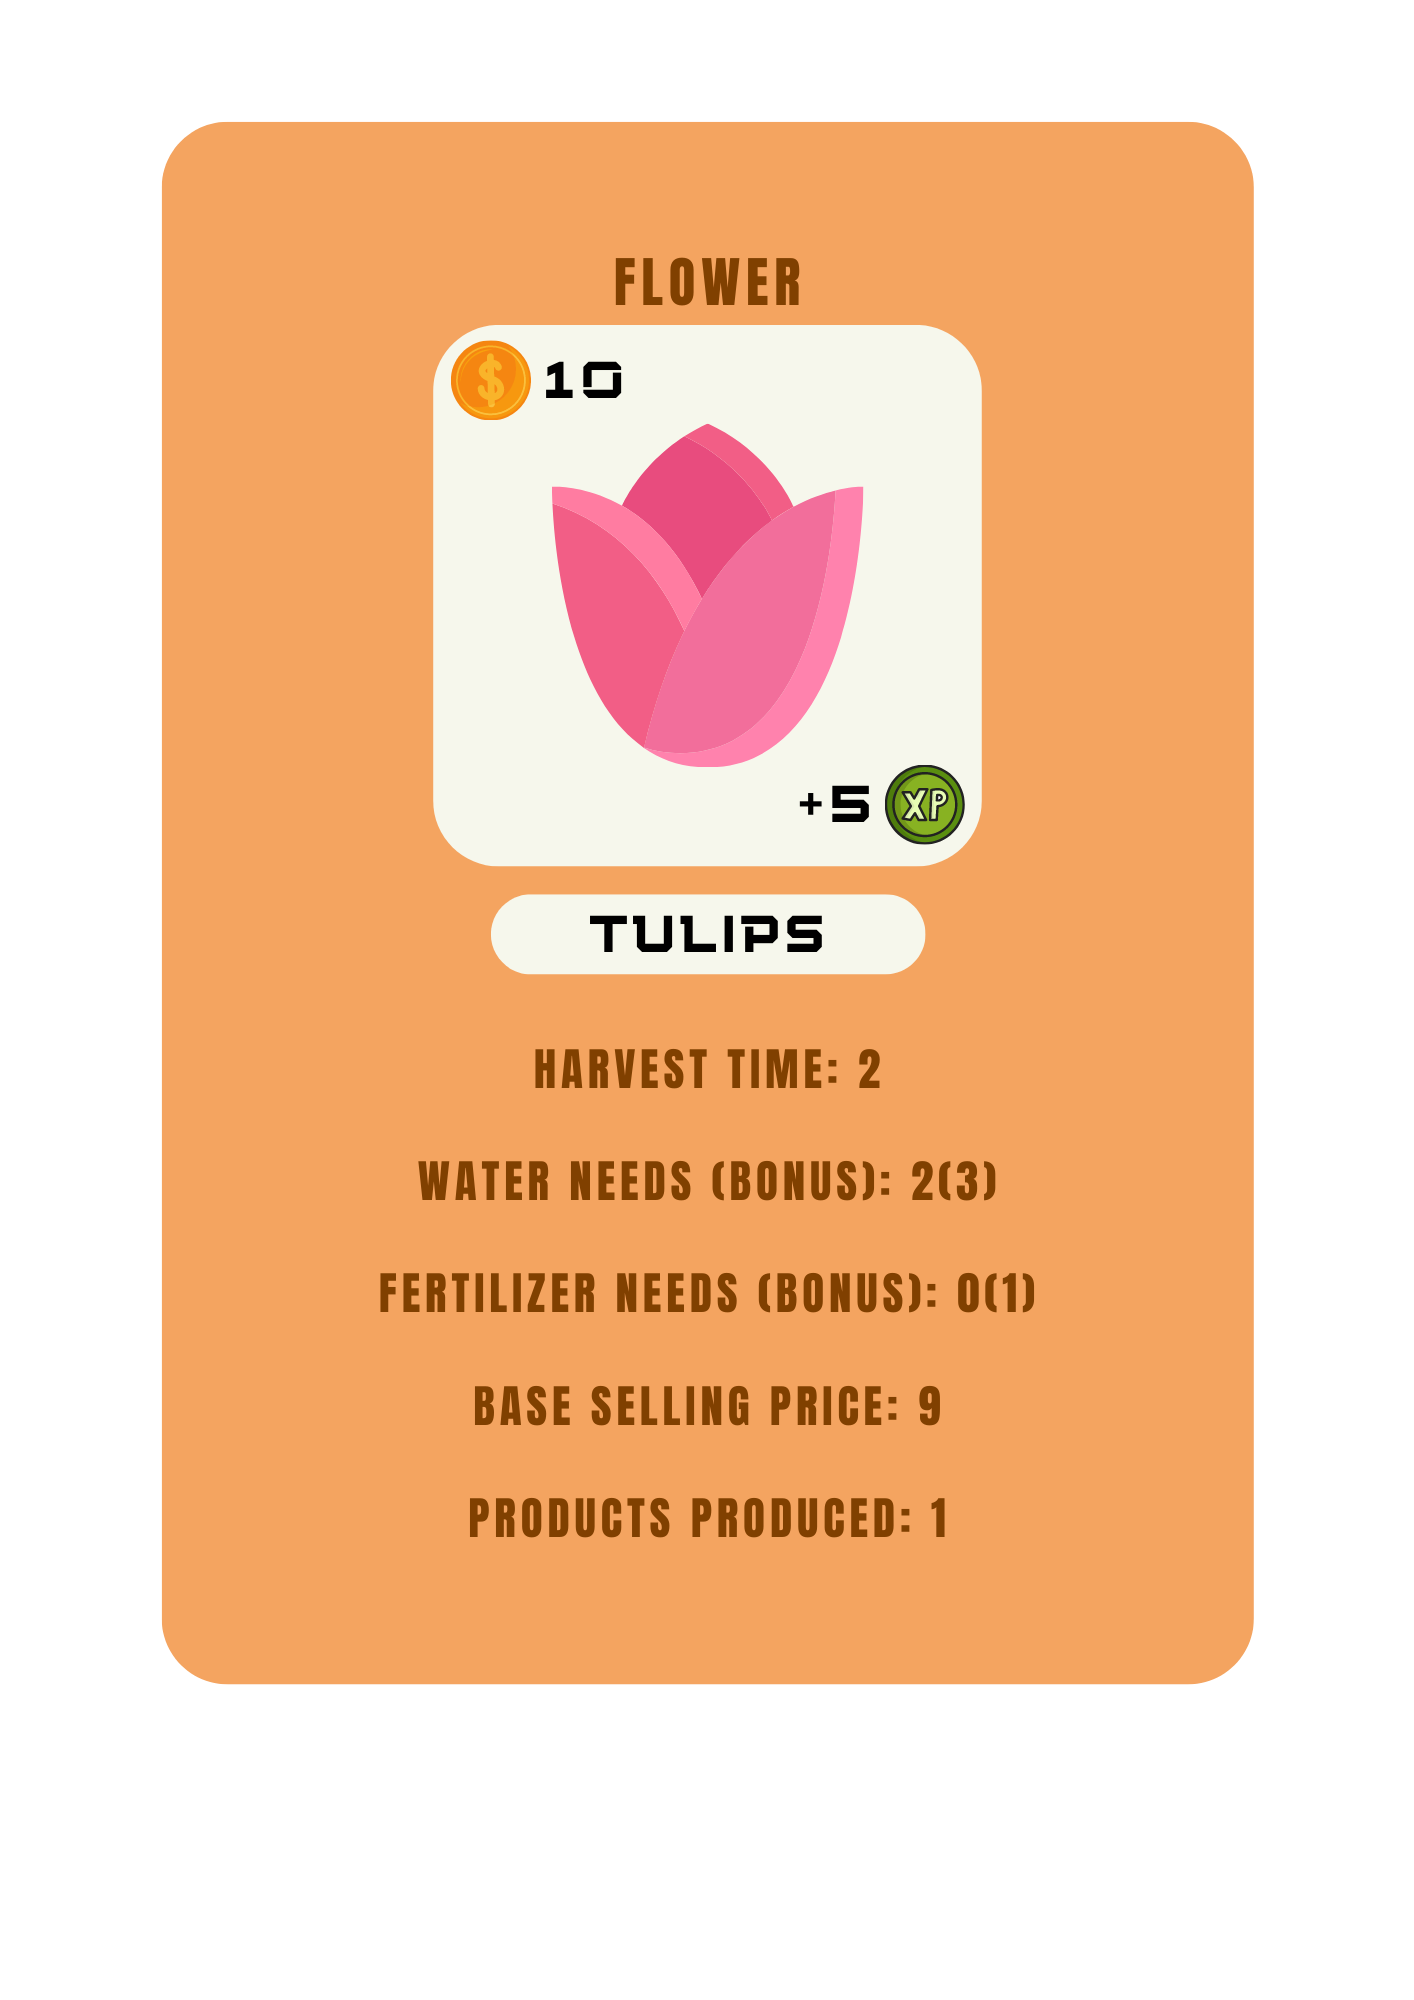 FLOWER
$ 10
+5 XP
TULIPS
HARVEST TIME: 2
WATER NEEDS (BONUS): 2(3)
FERTILIZER NEEDS (BONUS): 0(1)
BASE SELLING PRICE: 9
PRODUCTS PRODUCED: 1